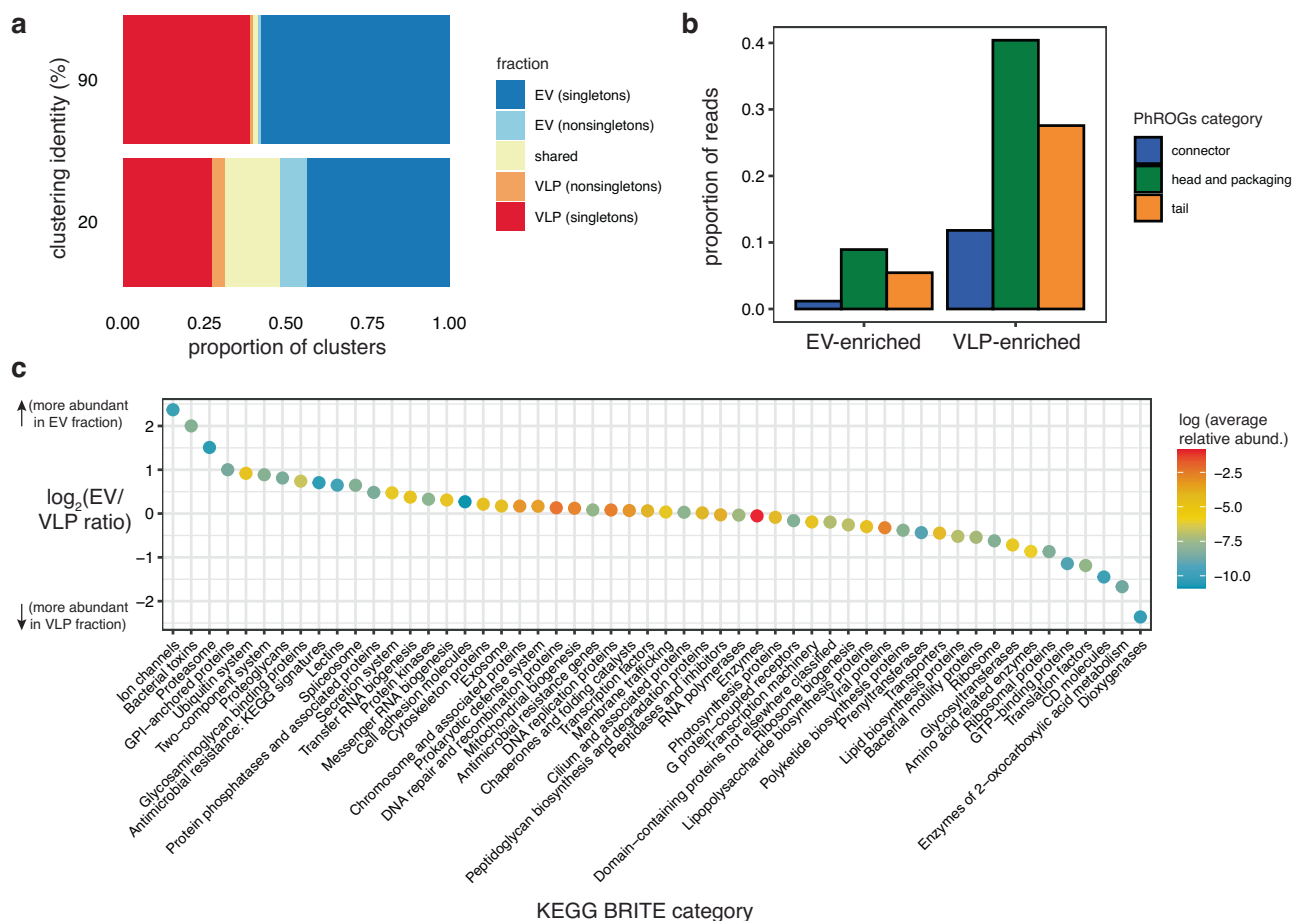 a
clustering identity (%)
90
20
0.00 0.25 0.50 0.75 1.00
proportion of clusters
fraction
EV (singletons)
EV (nonsingletons)
shared
VLP (nonsingletons)
VLP (singletons)
b
proportion of reads
0.4
0.3
0.2
0.1
0.0
EV-enriched VLP-enriched
PhROGs category
connector
head and packaging
tail
c
(more abundant
in EV fraction)
log2(EV/
VLP ratio)
(more abundant
in VLP fraction)
2
1
0
−1
−2
log (average
relative abund.)
−2.5
−5.0
−7.5
−10.0
Ion channels
Bacterial toxins
Proteasome
GPI−anchored proteins
Ubiquitin system
Two−component system
Proteoglycans
Glycosaminoglycan binding proteins
Antimicrobial resistance: KEGG signatures
Lectins
Spliceosome
Protein phosphatases and associated proteins
Secretion system
Transfer RNA biogenesis
Protein kinases
Messenger RNA biogenesis
Cell adhesion molecules
Cytoskeleton proteins
Exosome
Chromosome and associated proteins
Prokaryotic defense system
DNA repair and recombination proteins
Mitochondrial biogenesis
Antimicrobial resistance genes
DNA replication proteins
Chaperones and folding catalysts
Transcription factors
Membrane trafficking
Cilium and associated proteins
Peptidoglycan biosynthesis and degradation proteins
Peptidases and inhibitors
RNA polymerases
Enzymes
Photosynthesis proteins
G protein−coupled receptors
Transcription machinery
Domain−containing proteins not elsewhere classified
Ribosome biogenesis
Lipopolysaccharide biosynthesis proteins
Viral proteins
Polyketide biosynthesis proteins
Prenyltransferases
Transporters
Lipid biosynthesis proteins
Bacterial motility proteins
Ribosome
Glycosyltransferases
Amino acid related enzymes
Ribosomal proteins
GTP−binding proteins
Translation factors
CD molecules
Enzymes of 2−oxocarboxylic acid metabolism
Dioxygenases
KEGG BRITE category